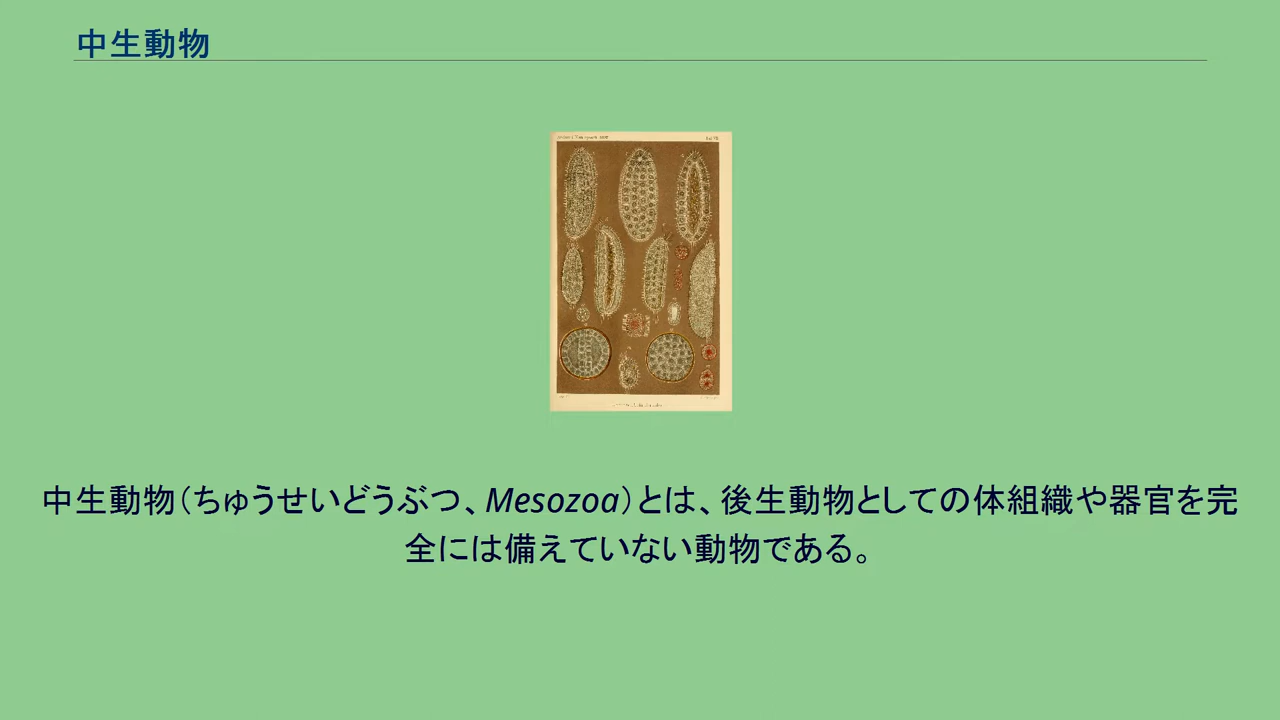 中生動物
中生動物（ちゅうせいどうぶつ、Mesozoa）とは、後生動物としての体組織や器官を完
全には備えていない動物である。